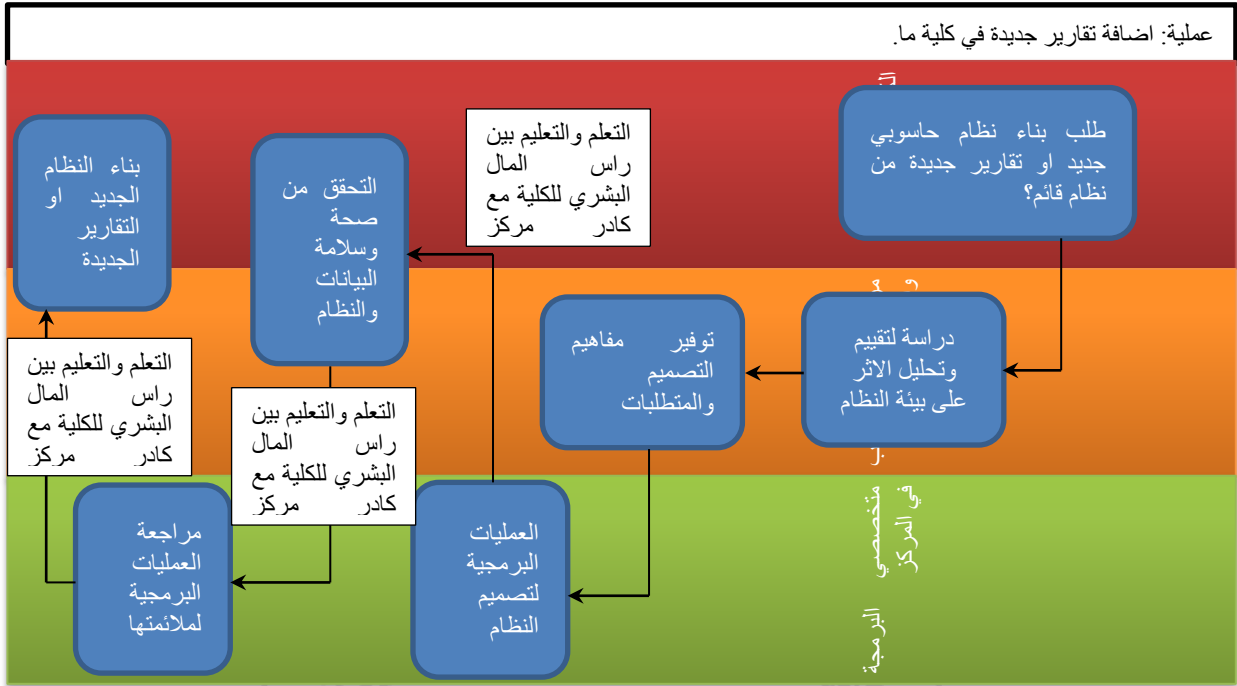 عملية: اضافة تقارير جديدة في كلية ما.
طلب بناء نظام حاسوبي
جديد او تقارير جديدة من
نظام قائم؟
التعلم والتعليم بين
راس المال
البشري للكلية مع
كادر مركز
التحقق من
صحة
وسلامة
البيانات
والنظام
بناء النظام
الجديد او
التقارير
الجديدة
دراسة لتقييم
وتحليل الاثر
على بيئة النظام
توفير مفاهيم
التصميم
والمتطلبات
التعلم والتعليم بين
راس المال
البشري للكلية مع
كادر مركز
التعلم والتعليم بين
راس المال
البشري للكلية مع
كادر مركز
متخصصي البرمجة
في المركز
العمليات
البرمجية
لتصميم
النظام
مراجعة
العمليات
البرمجية
لملائمتها